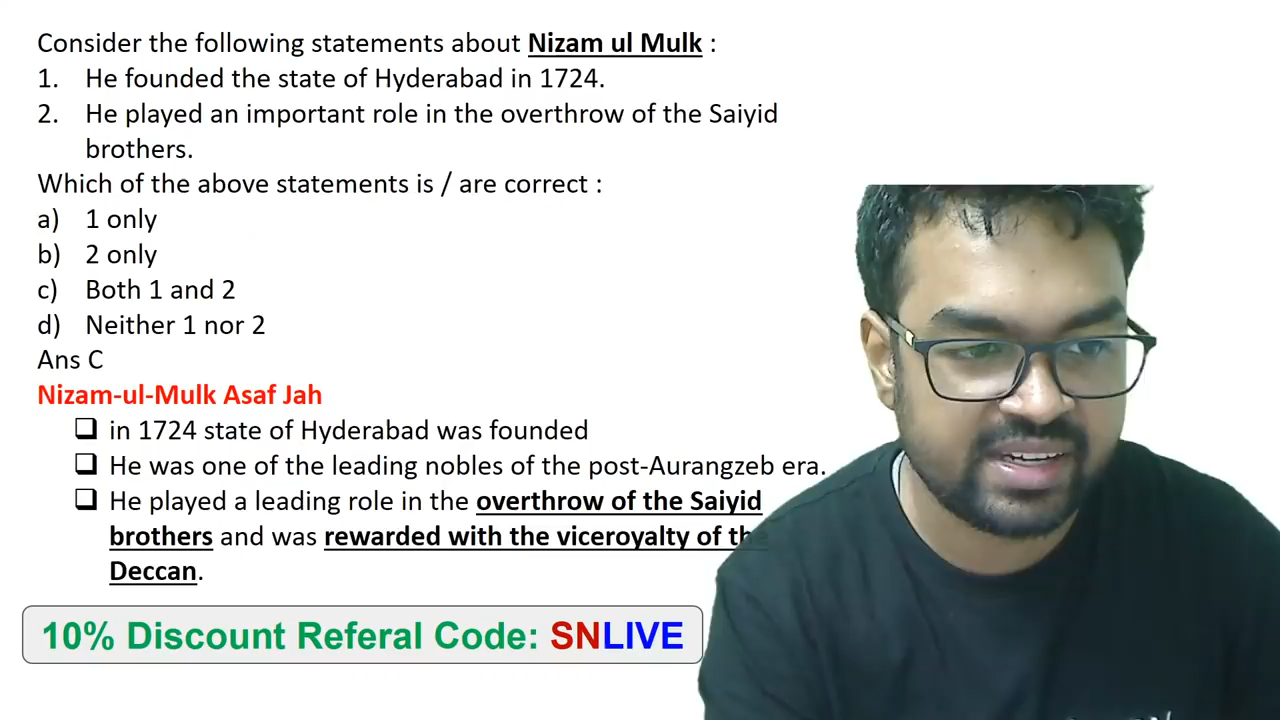 Consider the following statements about Nizam ul Mulk :
1. He founded the state of Hyderabad in 1724.
2. He played an important role in the overthrow of the Saiyid
brothers.
Which of the above statements is / are correct :
a) 1 only
b) 2 only
c) Both 1 and 2
d) Neither 1 nor 2
Ans C
Nizam-ul-Mulk Asaf Jah
❑ in 1724 state of Hyderabad was founded
❑ He was one of the leading nobles of the post-Aurangzeb era.
❑ He played a leading role in the overthrow of the Saiyid
brothers and was rewarded with the viceroyalty of the
Deccan.
10% Discount Referal Code: SNLIVE